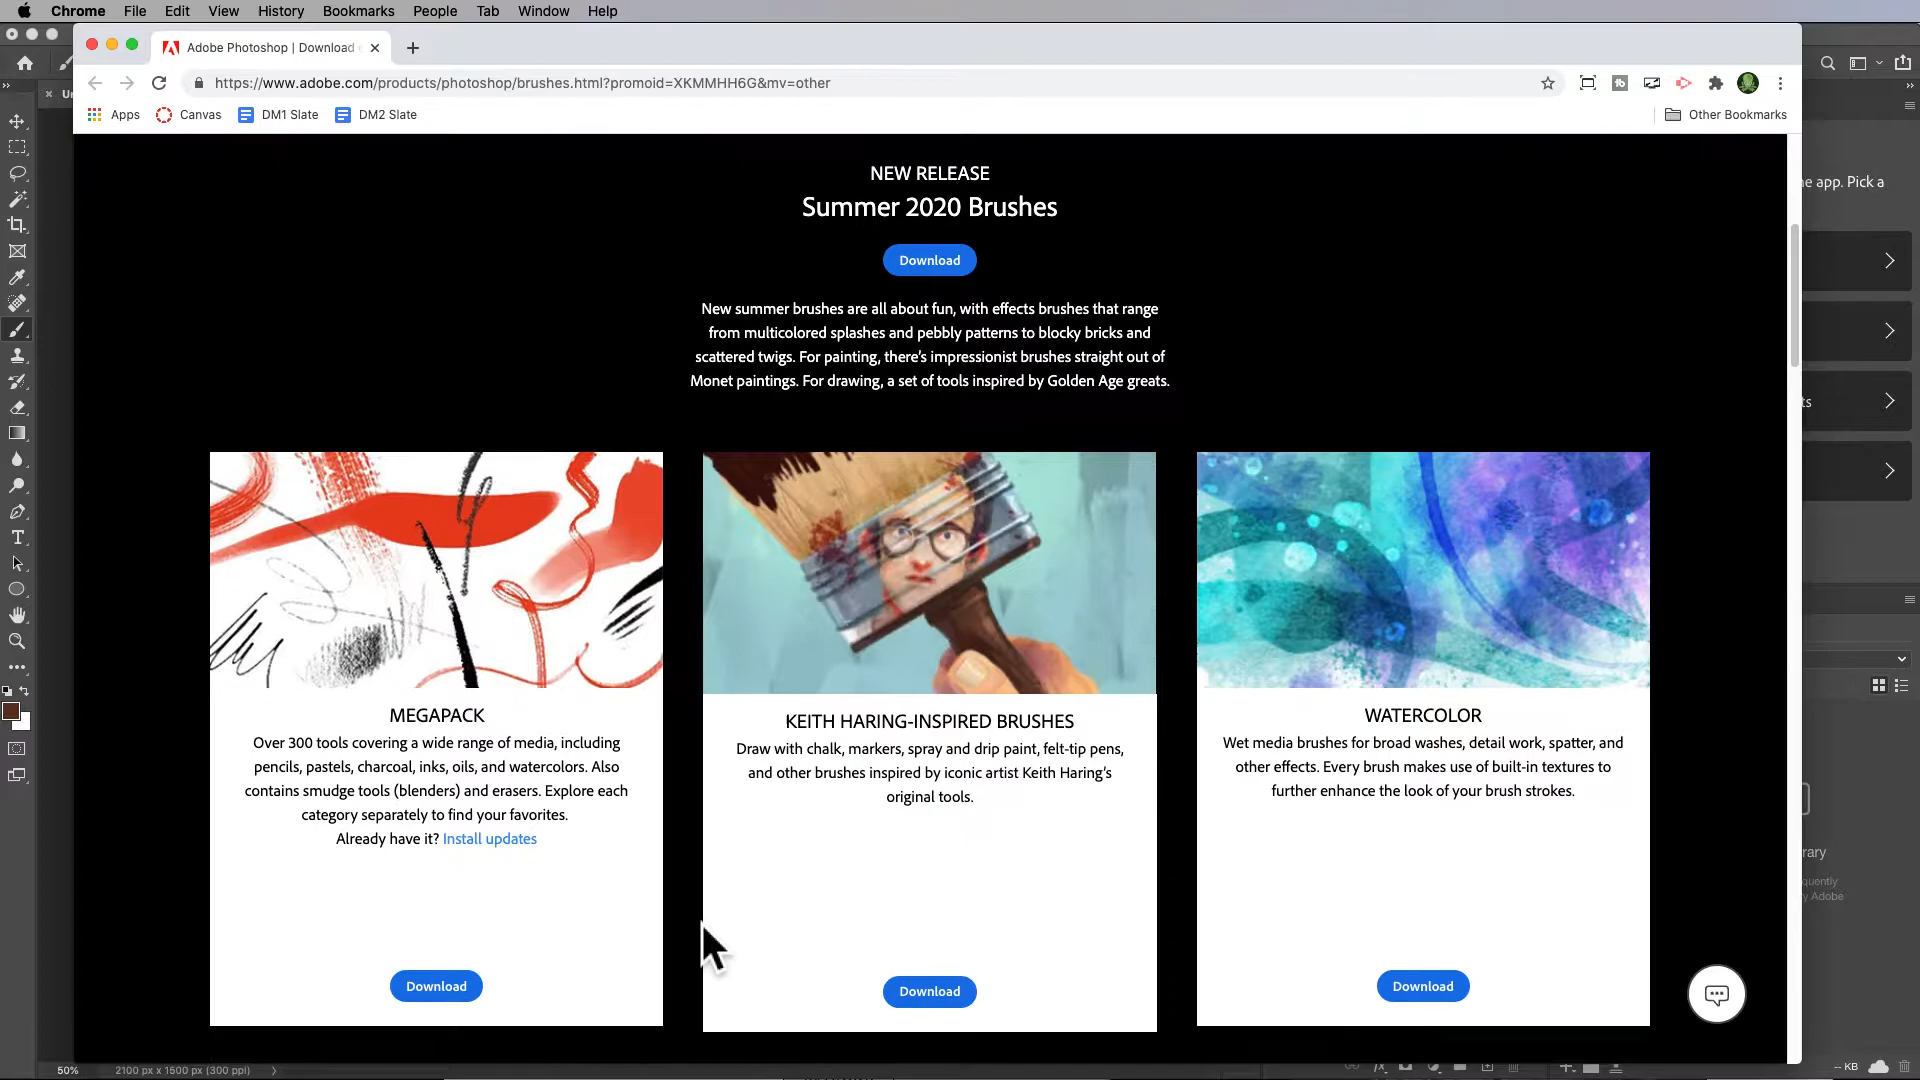 Chrome File Edit View History Bookmarks People Tab Window Help
Adobe Photoshop | Download
https://www.adobe.com/products/photoshop/brushes.html?promoid=XKMMHH6G&mv=other
Apps Canvas DM1 Slate DM2 Slate Other Bookmarks
NEW RELEASE
Summer 2020 Brushes
Download
New summer brushes are all about fun, with effects brushes that range
from multicolored splashes and pebbly patterns to blocky bricks and
scattered twigs. For painting, there's impressionist brushes straight out of
Monet paintings. For drawing, a set of tools inspired by Golden Age greats.
MEGAPACK
Over 300 tools covering a wide range of media, including
pencils, pastels, charcoal, inks, oils, and watercolors. Also
contains smudge tools (blenders) and erasers. Explore each
category separately to find your favorites.
Already have it? Install updates
Download
KEITH HARING-INSPIRED BRUSHES
Draw with chalk, markers, spray and drip paint, felt-tip pens,
and other brushes inspired by iconic artist Keith Haring's
original tools.
Download
WATERCOLOR
Wet media brushes for broad washes, detail work, spatter, and
other effects. Every brush makes use of built-in textures to
further enhance the look of your brush strokes.
Download
app. Pick a
ts
rary
quently
y Adobe
50% 2100 px x 1500 px (300 ppi)
-- KB